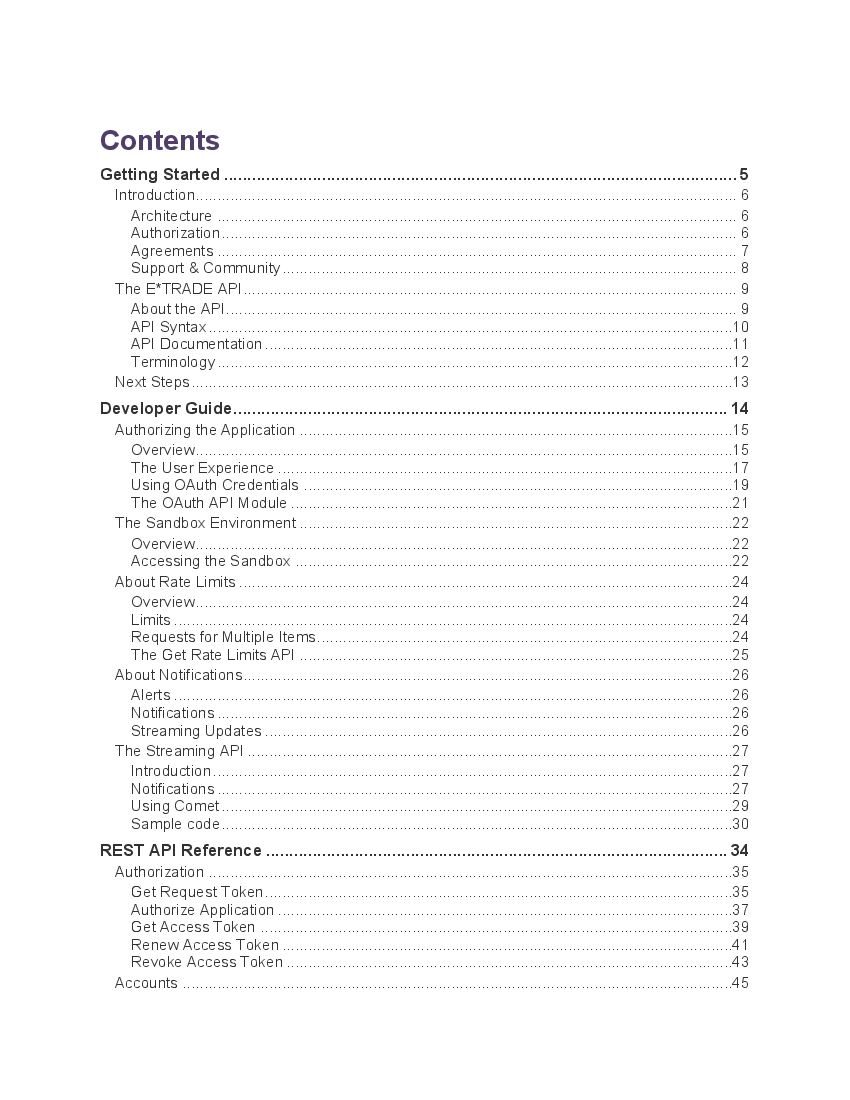 Contents
Getting Started ........................................................................................................ 5
Introduction........................................................................................................ 6
Architecture ........................................................................................................ 6
Authorization........................................................................................................ 6
Agreements ........................................................................................................ 7
Support & Community........................................................................................................ 8
The E*TRADE API........................................................................................................ 9
About the API........................................................................................................ 9
API Syntax........................................................................................................10
API Documentation........................................................................................................11
Terminology........................................................................................................12
Next Steps........................................................................................................13
Developer Guide........................................................................................................ 14
Authorizing the Application ........................................................................................................15
Overview........................................................................................................15
The User Experience ........................................................................................................17
Using OAuth Credentials ........................................................................................................19
The OAuth API Module ........................................................................................................21
The Sandbox Environment ........................................................................................................22
Overview........................................................................................................22
Accessing the Sandbox ........................................................................................................22
About Rate Limits ........................................................................................................24
Overview........................................................................................................24
Limits ........................................................................................................24
Requests for Multiple Items........................................................................................................24
The Get Rate Limits API ........................................................................................................25
About Notifications........................................................................................................26
Alerts ........................................................................................................26
Notifications ........................................................................................................26
Streaming Updates ........................................................................................................26
The Streaming API ........................................................................................................27
Introduction........................................................................................................27
Notifications ........................................................................................................27
Using Comet........................................................................................................29
Sample code........................................................................................................30
REST API Reference ........................................................................................................ 34
Authorization ........................................................................................................35
Get Request Token........................................................................................................35
Authorize Application ........................................................................................................37
Get Access Token ........................................................................................................39
Renew Access Token ........................................................................................................41
Revoke Access Token ........................................................................................................43
Accounts ........................................................................................................45